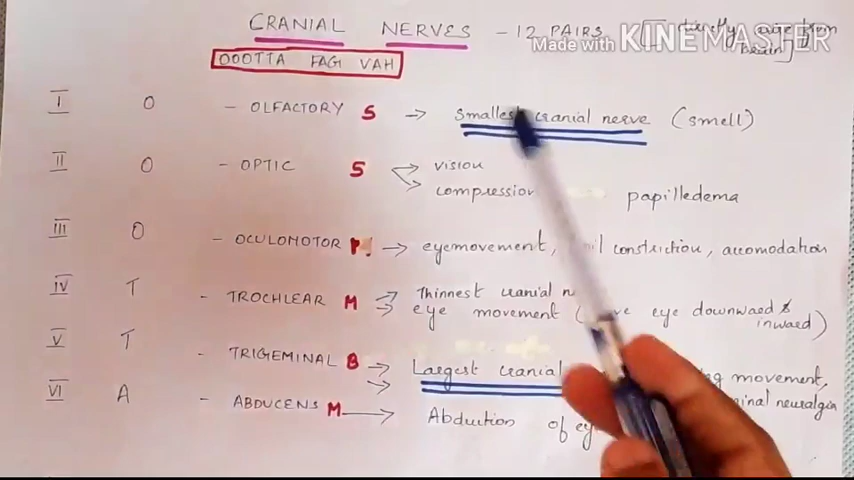 CRANIAL NERVES - 12 PAIRS
Made with KINEMASTER
OOOTTA FAGI VAH
I O - OLFACTORY S → smallest cranial nerve (smell)
II O - OPTIC S → vision
→ compression papilledema
III O - OCULOMOTOR → eyemovement, constriction, accomodation
IV T - TROCHLEAR M → Thinnest cranial
→ eye movement ( eye downward &
inward)
V T - TRIGEMINAL B → Largest cranial movement,
→ neuralgia
VI A - ABDUCENS M → Abduction of